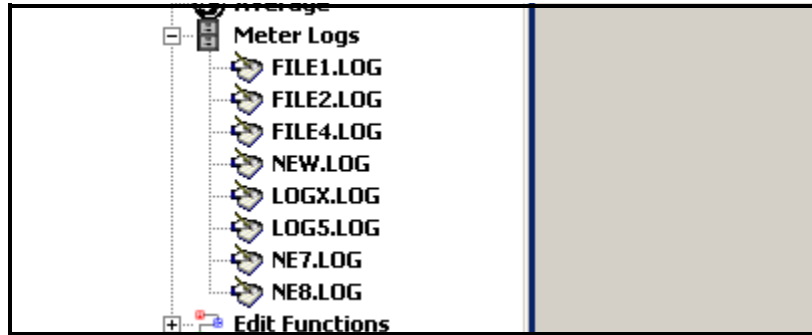 Average
Meter Logs
FILE1.LOG
FILE2.LOG
FILE4.LOG
NEW.LOG
LOGX.LOG
LOG5.LOG
NE7.LOG
NE8.LOG
Edit Functions